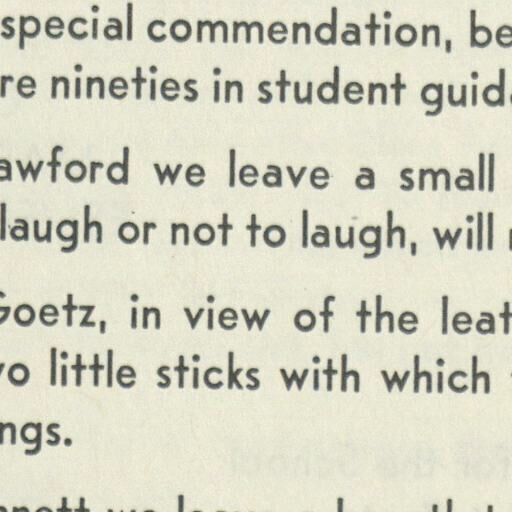 special commendation, be
re nineties in student guid
awford we leave a small
laugh or not to laugh, will
Goetz, in view of the leat
vo little sticks with which
ngs.